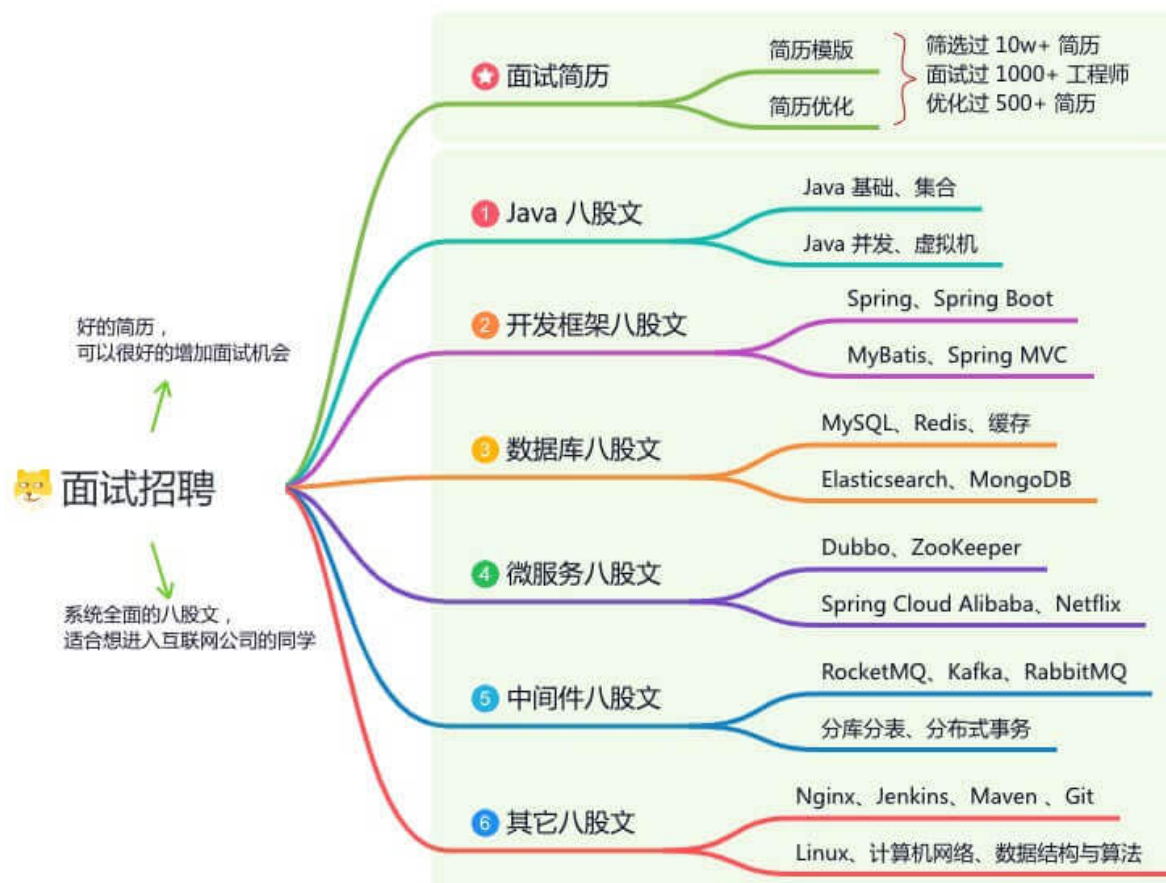 面试简历
简历模版
简历优化
筛选过 10w+ 简历
面试过 1000+ 工程师
优化过 500+ 简历
1 Java 八股文
Java 基础、集合
Java 并发、虚拟机
2 开发框架八股文
Spring、Spring Boot
MyBatis、Spring MVC
好的简历，
可以很好的增加面试机会
面试招聘
系统全面的八股文，
适合想进入互联网公司的同学
3 数据库八股文
MySQL、Redis、缓存
Elasticsearch、MongoDB
4 微服务八股文
Dubbo、ZooKeeper
Spring Cloud Alibaba、Netflix
5 中间件八股文
RocketMQ、Kafka、RabbitMQ
分库分表、分布式事务
6 其它八股文
Nginx、Jenkins、Maven 、Git
Linux、计算机网络、数据结构与算法